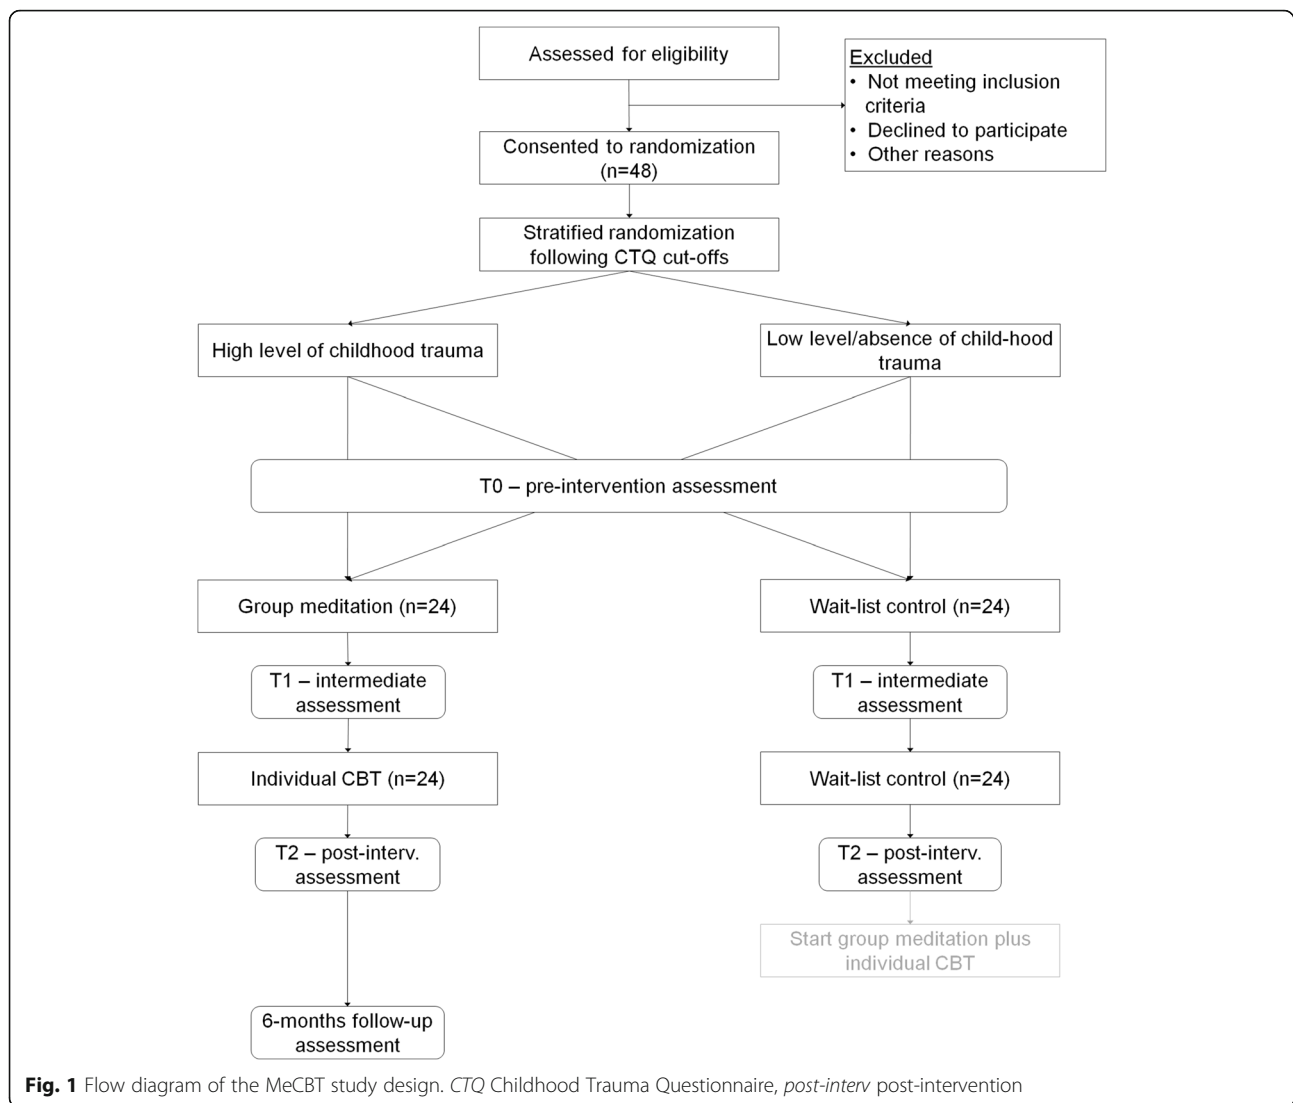 Assessed for eligibility
Excluded
• Not meeting inclusion
criteria
• Declined to participate
• Other reasons
Consented to randomization
(n=48)
Stratified randomization
following CTQ cut-offs
High level of childhood trauma
Low level/absence of child-hood
trauma
T0 – pre-intervention assessment
Group meditation (n=24)
Wait-list control (n=24)
T1 – intermediate
assessment
T1 – intermediate
assessment
Individual CBT (n=24)
Wait-list control (n=24)
T2 – post-interv.
assessment
T2 – post-interv.
assessment
Start group meditation plus
individual CBT
6-months follow-up
assessment
Fig. 1 Flow diagram of the MeCBT study design. CTQ Childhood Trauma Questionnaire, post-interv post-intervention